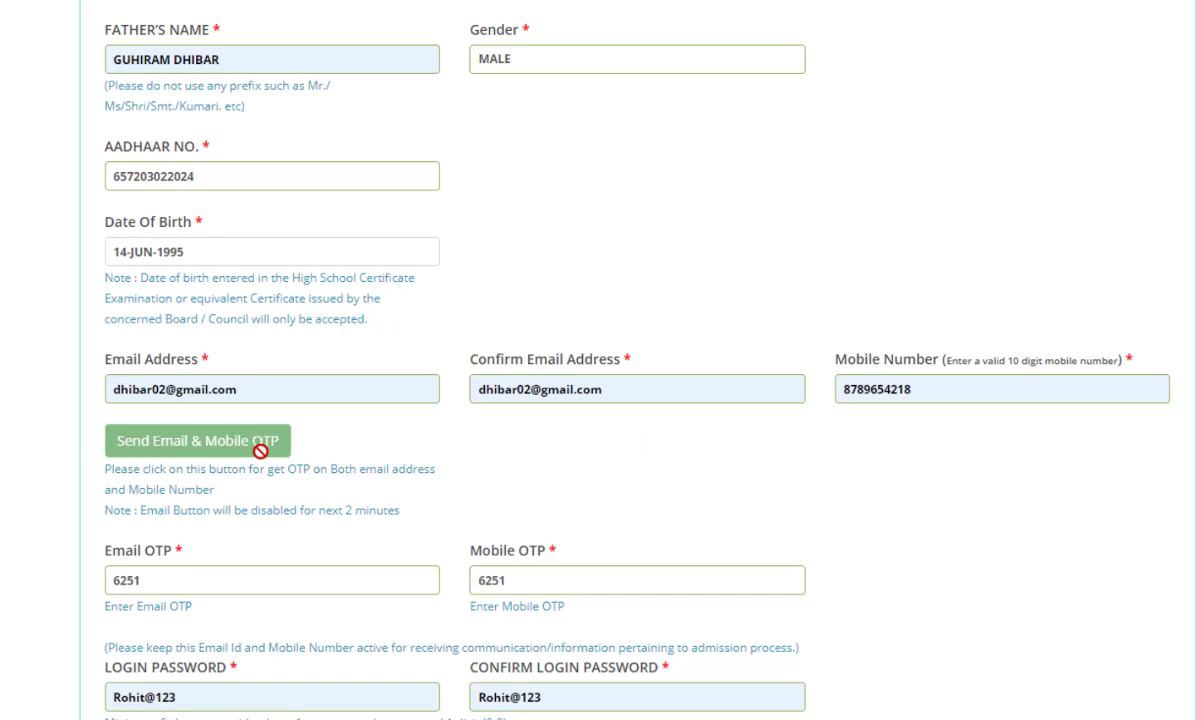 FATHER'S NAME * Gender *
GUHIRAM DHIBAR MALE
(Please do not use any prefix such as Mr./
Ms/Shri/Smt./Kumari. etc)
AADHAAR NO. *
657203022024
Date Of Birth *
14-JUN-1995
Note : Date of birth entered in the High School Certificate
Examination or equivalent Certificate issued by the
concerned Board / Council will only be accepted.
Email Address * Confirm Email Address * Mobile Number (Enter a valid 10 digit mobile number) *
dhibar02@gmail.com dhibar02@gmail.com 8789654218
Send Email & Mobile OTP
Please click on this button for get OTP on Both email address
and Mobile Number
Note : Email Button will be disabled for next 2 minutes
Email OTP * Mobile OTP *
6251 6251
Enter Email OTP Enter Mobile OTP
(Please keep this Email Id and Mobile Number active for receiving communication/information pertaining to admission process.)
LOGIN PASSWORD * CONFIRM LOGIN PASSWORD *
Rohit@123 Rohit@123